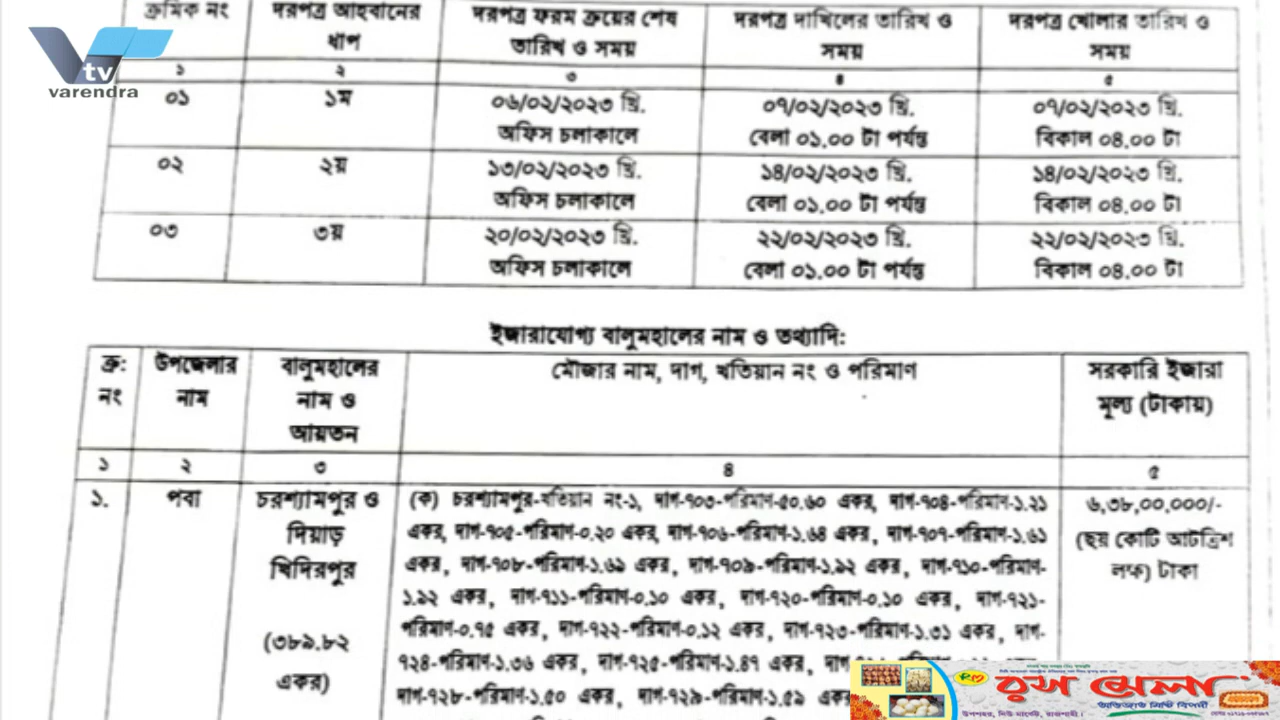 V tv
varendra
ক্রমিক নং	দরপত্র আহবানের	দরপত্র ফরম ক্রয়ের শেষ	দরপত্র দাখিলের তারিখ ও	দরপত্র খোলার তারিখ ও
ধাপ	তারিখ ও সময়	সময়	সময়
১	২	৩	৪	৫
০১	১ম	০৬/০২/২০২৩ খ্রি.	০৭/০২/২০২৩ খ্রি.	০৭/০২/২০২৩ খ্রি.
অফিস চলাকালে	বেলা ০১.০০ টা পর্যন্ত	বিকাল ০৪.০০ টা
০২	২য়	১৩/০২/২০২৩ খ্রি.	১৪/০২/২০২৩ খ্রি.	১৪/০২/২০২৩ খ্রি.
অফিস চলাকালে	বেলা ০১.০০ টা পর্যন্ত	বিকাল ০৪.০০ টা
০৩	৩য়	২০/০২/২০২৩ খ্রি.	২২/০২/২০২৩ খ্রি.	২২/০২/২০২৩ খ্রি.
অফিস চলাকালে	বেলা ০১.০০ টা পর্যন্ত	বিকাল ০৪.০০ টা
ইজারাযোগ্য বালুমহালের নাম ও তথ্যাদি:
ক্র:	উপজেলার	বালুমহালের	মৌজার নাম, দাগ, খতিয়ান নং ও পরিমাণ	সরকারি ইজারা
নং	নাম	নাম ও	মূল্য (টাকায়)
আয়তন
১	২	৩	৪	৫
১.	পবা	চরশ্যামপুর ও	(ক) চরশ্যামপুর-খতিয়ান নং-১, দাগ-৭০৩-পরিমাণ-৫০.৬০ একর, দাগ-৭০৪-পরিমাণ-১.২১	৬,৩৮,০০,০০০/-
দিয়াড়	একর, দাগ-৭০৫-পরিমাণ-০.২০ একর, দাগ-৭০৬-পরিমাণ-১.৬৪ একর, দাগ-৭০৭-পরিমাণ-১.৬১	(ছয় কোটি আটত্রিশ
খিদিরপুর	একর, দাগ-৭০৮-পরিমাণ-১.৬৯ একর, দাগ-৭০৯-পরিমাণ-১.৯২ একর, দাগ-৭১০-পরিমাণ-	লক্ষ) টাকা
১.৯২ একর, দাগ-৭১১-পরিমাণ-০.১০ একর, দাগ-৭২০-পরিমাণ-০.১০ একর, দাগ-৭২১-
(৩৮৯.৮২	পরিমাণ-০.৭৫ একর, দাগ-৭২২-পরিমাণ-০.১২ একর, দাগ-৭২৩-পরিমাণ-১.৩১ একর, দাগ-
একর)	৭২৪-পরিমাণ-১.৩৬ একর, দাগ-৭২৫-পরিমাণ-১.৪৭ একর,
৭২৮-পরিমাণ-১.৫০ একর, দাগ-৭২৯-পরিমাণ-১.৫৯ একর
অভিজাত মিষ্টি বিপনী
উপশহর, নিউ মার্কেট, রাজশাহী।